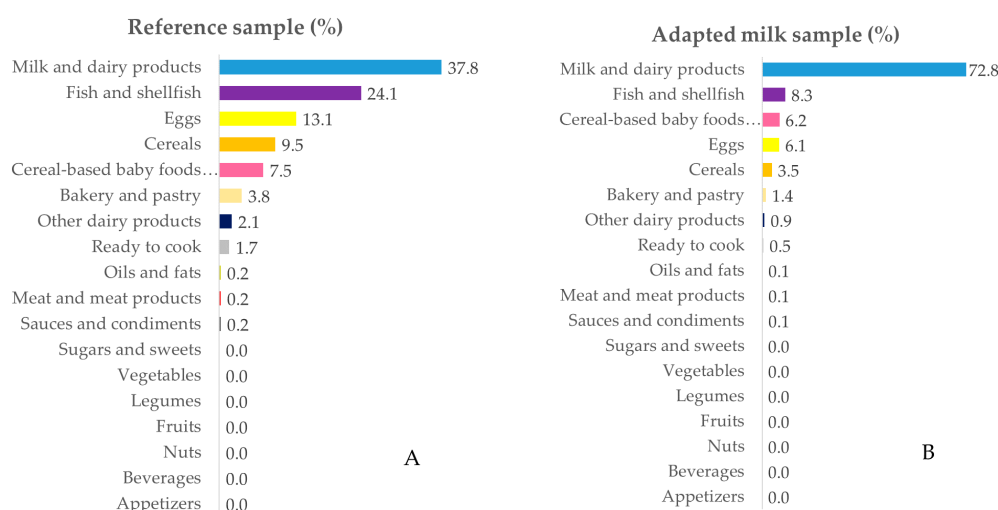 Reference sample (%)
Milk and dairy products 37.8
Fish and shellfish 24.1
Eggs 13.1
Cereals 9.5
Cereal-based baby foods… 7.5
Bakery and pastry 3.8
Other dairy products 2.1
Ready to cook 1.7
Oils and fats 0.2
Meat and meat products 0.2
Sauces and condiments 0.2
Sugars and sweets 0.0
Vegetables 0.0
Legumes 0.0
Fruits 0.0
Nuts 0.0
Beverages 0.0
Appetizers 0.0
A
Adapted milk sample (%)
Milk and dairy products 72.8
Fish and shellfish 8.3
Cereal-based baby foods… 6.2
Eggs 6.1
Cereals 3.5
Bakery and pastry 1.4
Other dairy products 0.9
Ready to cook 0.5
Oils and fats 0.1
Meat and meat products 0.1
Sauces and condiments 0.1
Sugars and sweets 0.0
Vegetables 0.0
Legumes 0.0
Fruits 0.0
Nuts 0.0
Beverages 0.0
Appetizers 0.0
B